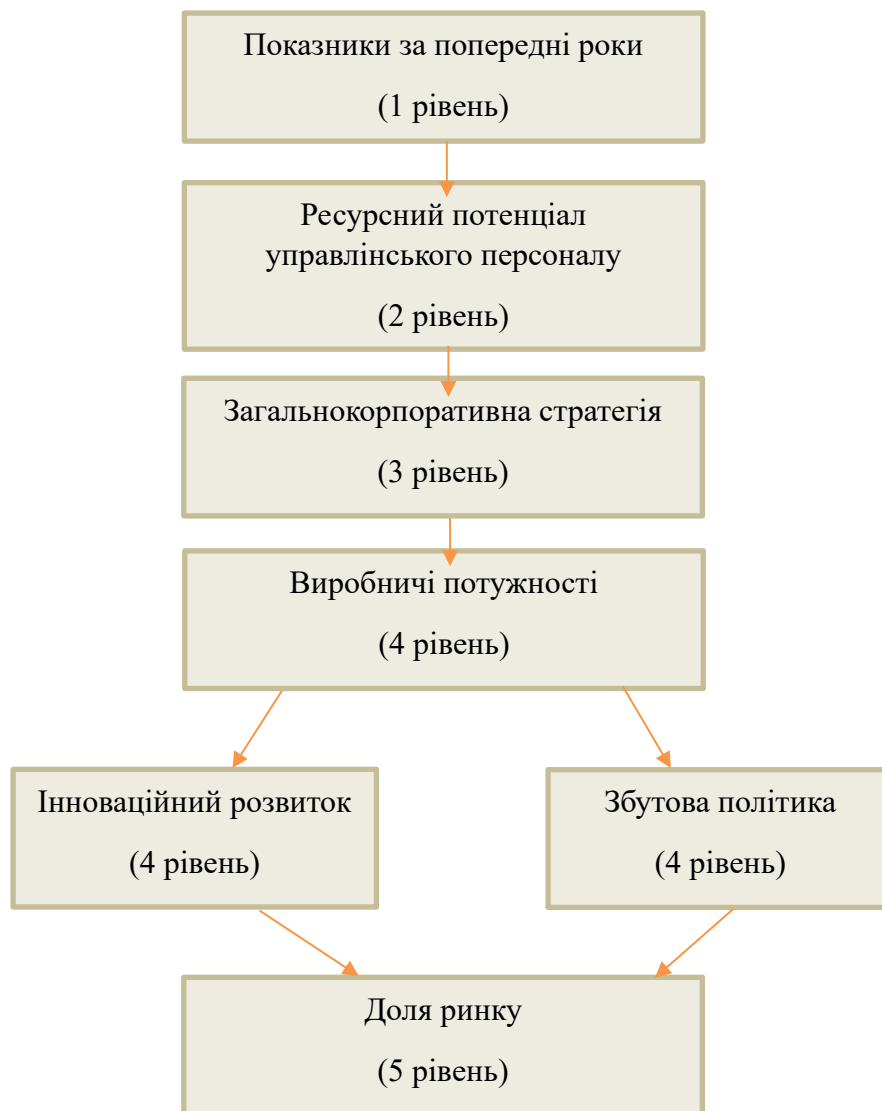 Показники за попередні роки
(1 рівень)
Ресурсний потенціал
управлінського персоналу
(2 рівень)
Загальнокорпоративна стратегія
(3 рівень)
Виробничі потужності
(4 рівень)
Інноваційний розвиток
(4 рівень)
Збутова політика
(4 рівень)
Доля ринку
(5 рівень)